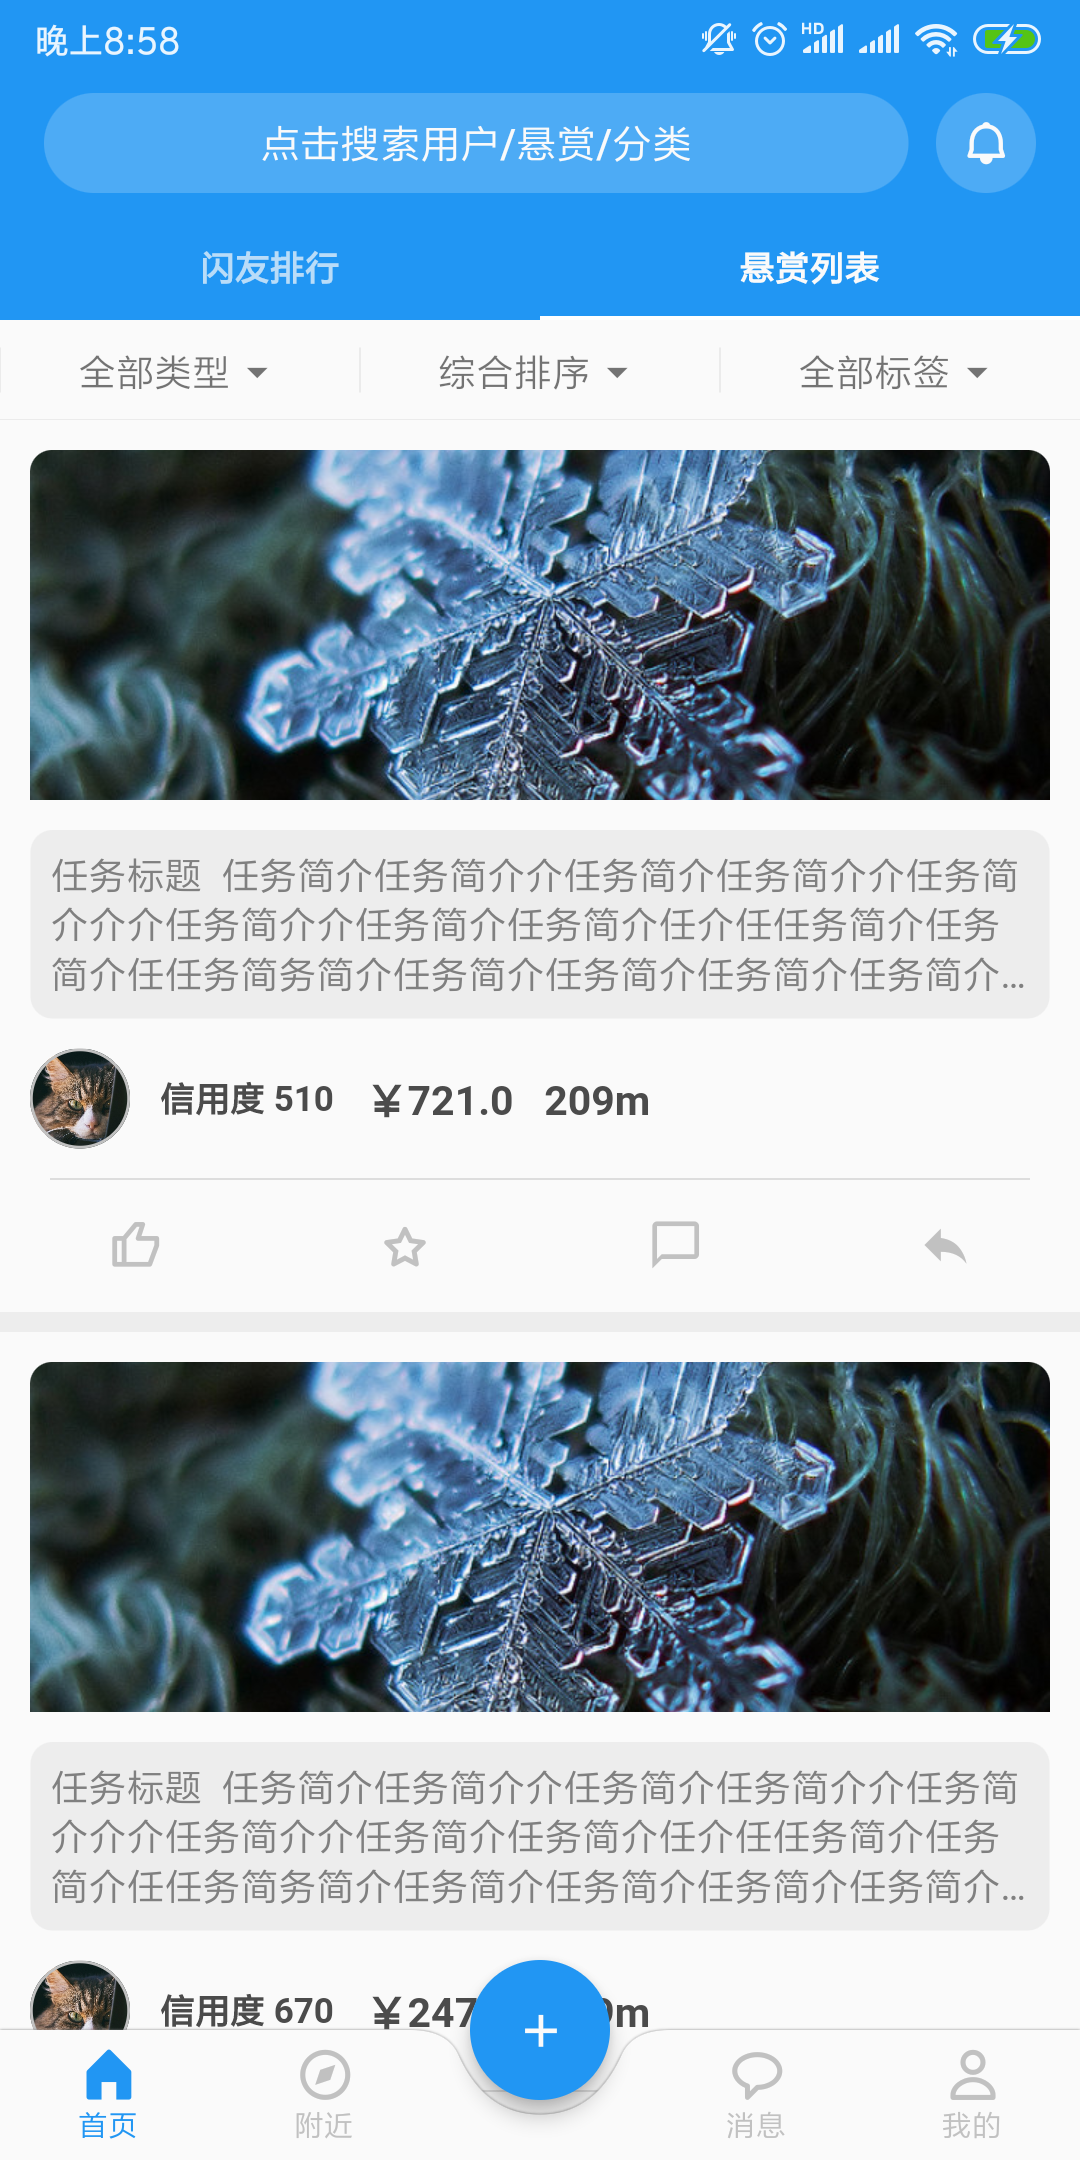 晚上8:58
HD
点击搜索用户/悬赏/分类
闪友排行
悬赏列表
全部类型
综合排序
全部标签
任务标题 任务简介任务简介介任务简介任务简介介任务简
介介介任务简介介任务简介任务简介任介任任务简介任务
简介任任务简务简介任务简介任务简介任务简介任务简介...
信用度 510 ￥721.0 209m
任务标题 任务简介任务简介介任务简介任务简介介任务简
介介介任务简介介任务简介任务简介任介任任务简介任务
简介任任务简务简介任务简介任务简介任务简介任务简介...
信用度 670 ￥247 m
首页
附近
消息
我的